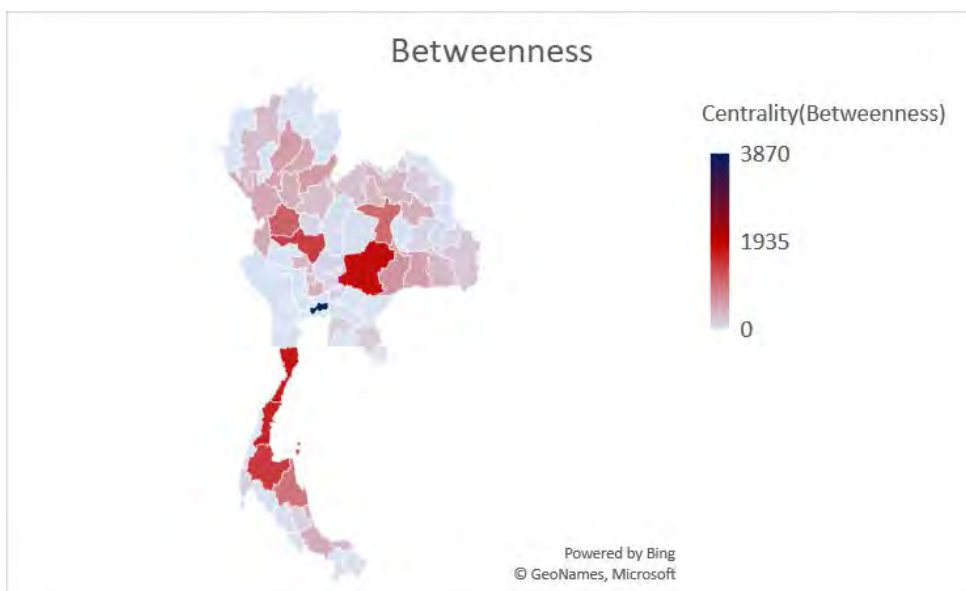 Betweenness
Centrality(Betweenness)
3870
1935
0
Powered by Bing
© GeoNames, Microsoft